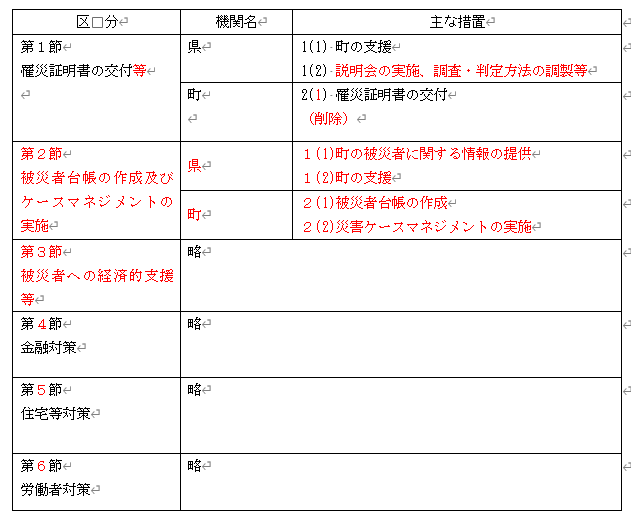 区□分 機関名 主な措置
第１節 県 1(1) 町の支援
罹災証明書の交付等 1(2) 説明会の実施、調査・判定方法の調製等
町 2(1) 罹災証明書の交付
（削除）
第２節 県 １(1)町の被災者に関する情報の提供
被災者台帳の作成及び １(2)町の支援
ケースマネジメントの 町 ２(1)被災者台帳の作成
実施 ２(2)災害ケースマネジメントの実施
第３節 略
被災者への経済的支援
等
第４節 略
金融対策
第５節 略
住宅等対策
第６節 略
労働者対策